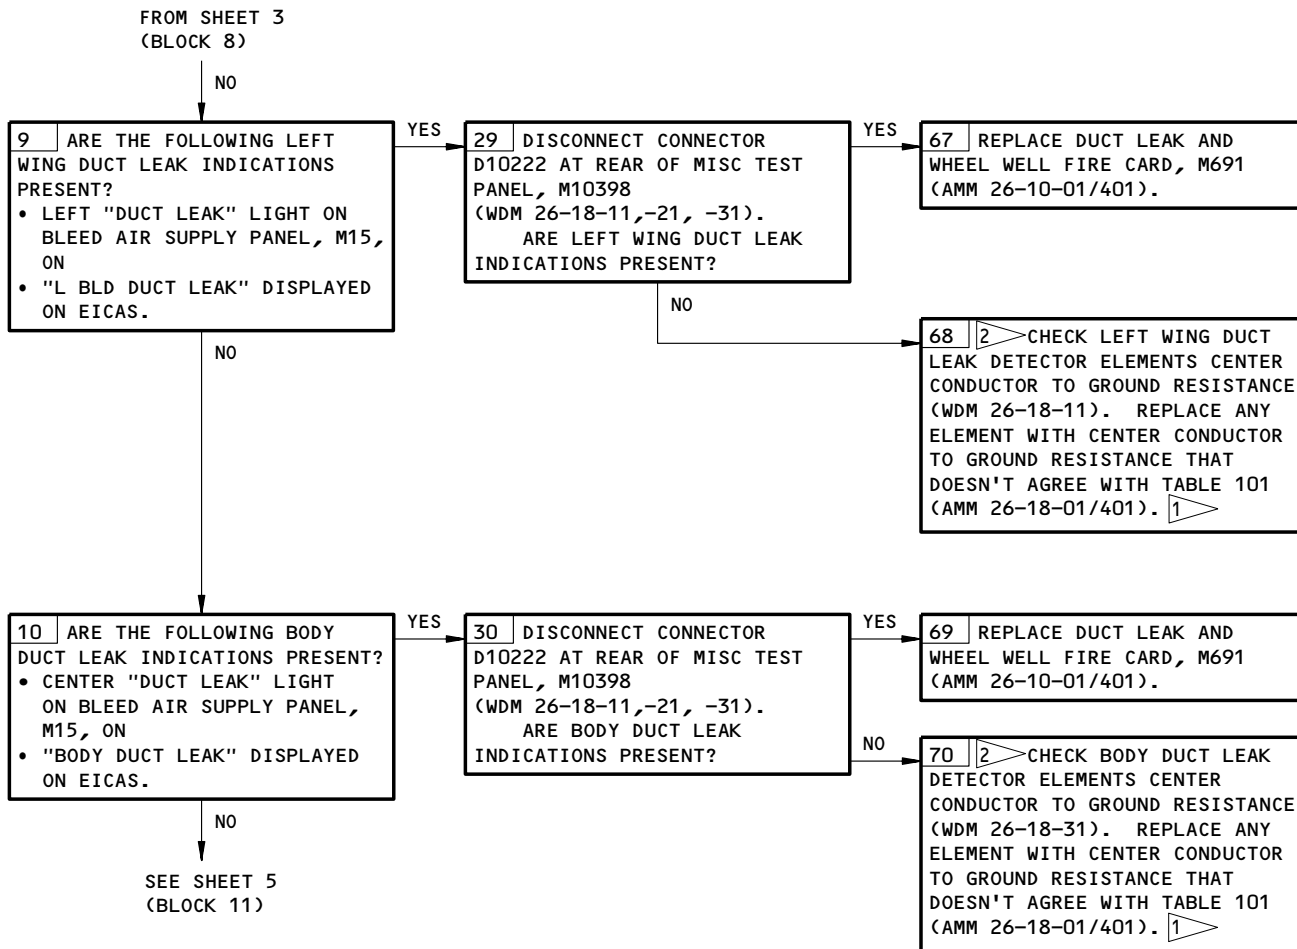 FROM SHEET 3
(BLOCK 8)
NO
9 ARE THE FOLLOWING LEFT
WING DUCT LEAK INDICATIONS
PRESENT?
• LEFT "DUCT LEAK" LIGHT ON
BLEED AIR SUPPLY PANEL, M15,
ON
• "L BLD DUCT LEAK" DISPLAYED
ON EICAS.
YES
29 DISCONNECT CONNECTOR
D10222 AT REAR OF MISC TEST
PANEL, M10398
(WDM 26-18-11,-21, -31).
ARE LEFT WING DUCT LEAK
INDICATIONS PRESENT?
YES
67 REPLACE DUCT LEAK AND
WHEEL WELL FIRE CARD, M691
(AMM 26-10-01/401).
NO
68 2 CHECK LEFT WING DUCT
LEAK DETECTOR ELEMENTS CENTER
CONDUCTOR TO GROUND RESISTANCE
(WDM 26-18-11). REPLACE ANY
ELEMENT WITH CENTER CONDUCTOR
TO GROUND RESISTANCE THAT
DOESN'T AGREE WITH TABLE 101
(AMM 26-18-01/401). 1
NO
10 ARE THE FOLLOWING BODY
DUCT LEAK INDICATIONS PRESENT?
• CENTER "DUCT LEAK" LIGHT
ON BLEED AIR SUPPLY PANEL,
M15, ON
• "BODY DUCT LEAK" DISPLAYED
ON EICAS.
YES
30 DISCONNECT CONNECTOR
D10222 AT REAR OF MISC TEST
PANEL, M10398
(WDM 26-18-11,-21, -31).
ARE BODY DUCT LEAK
INDICATIONS PRESENT?
YES
69 REPLACE DUCT LEAK AND
WHEEL WELL FIRE CARD, M691
(AMM 26-10-01/401).
NO
70 2 CHECK BODY DUCT LEAK
DETECTOR ELEMENTS CENTER
CONDUCTOR TO GROUND RESISTANCE
(WDM 26-18-31). REPLACE ANY
ELEMENT WITH CENTER CONDUCTOR
TO GROUND RESISTANCE THAT
DOESN'T AGREE WITH TABLE 101
(AMM 26-18-01/401). 1
NO
SEE SHEET 5
(BLOCK 11)